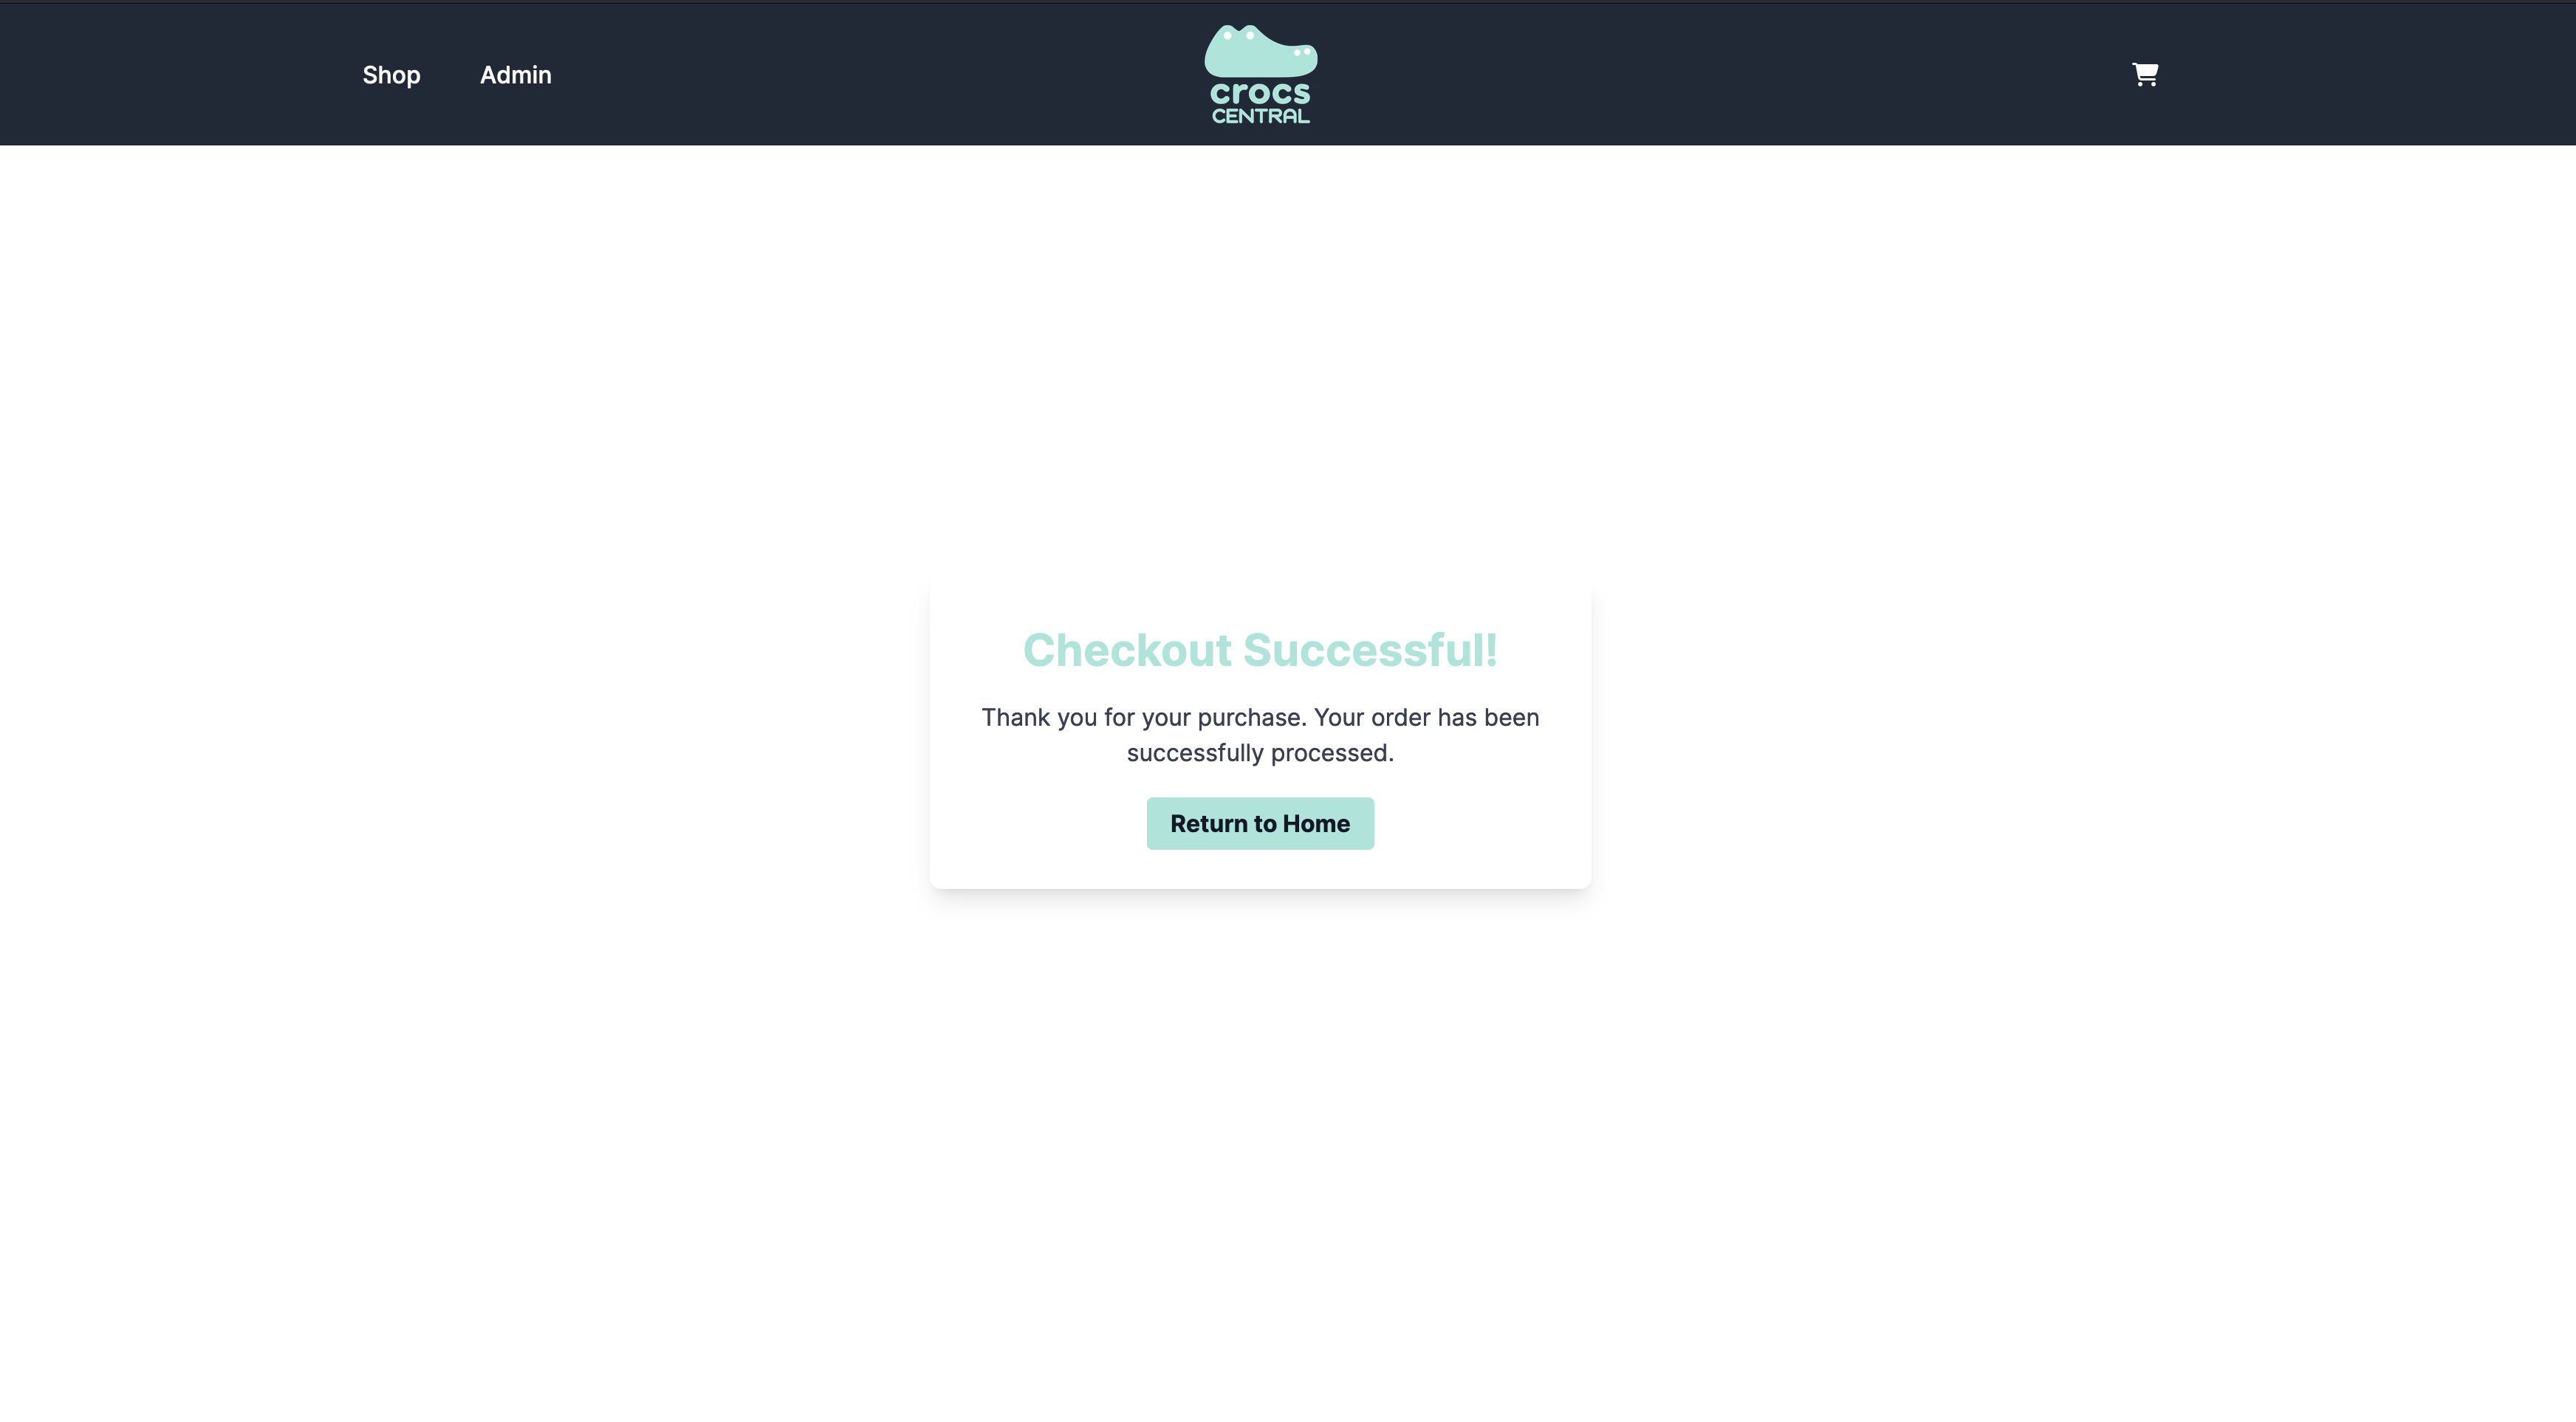 Shop
Admin
crocs
CENTRAL
Checkout Successful!
Thank you for your purchase. Your order has been
successfully processed.
Return to Home